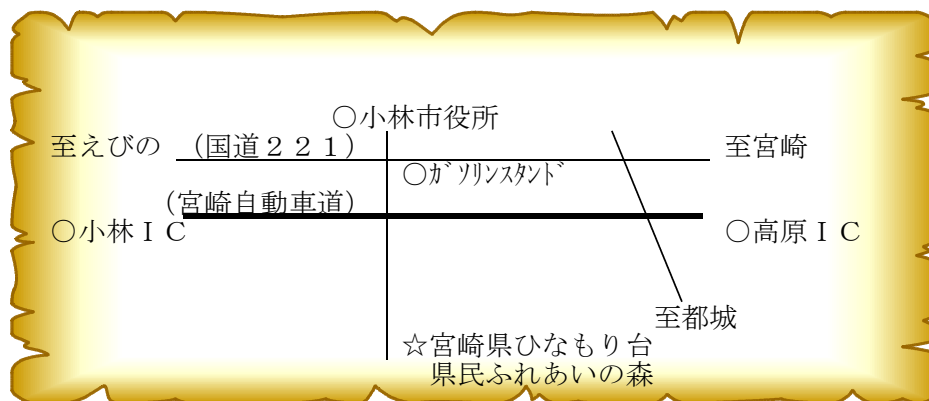 ○小林市役所
至えびの (国道221) 至宮崎
○ガソリンスタンド
(宮崎自動車道)
○小林IC ○高原IC
至都城
☆宮崎県ひなもり台
県民ふれあいの森